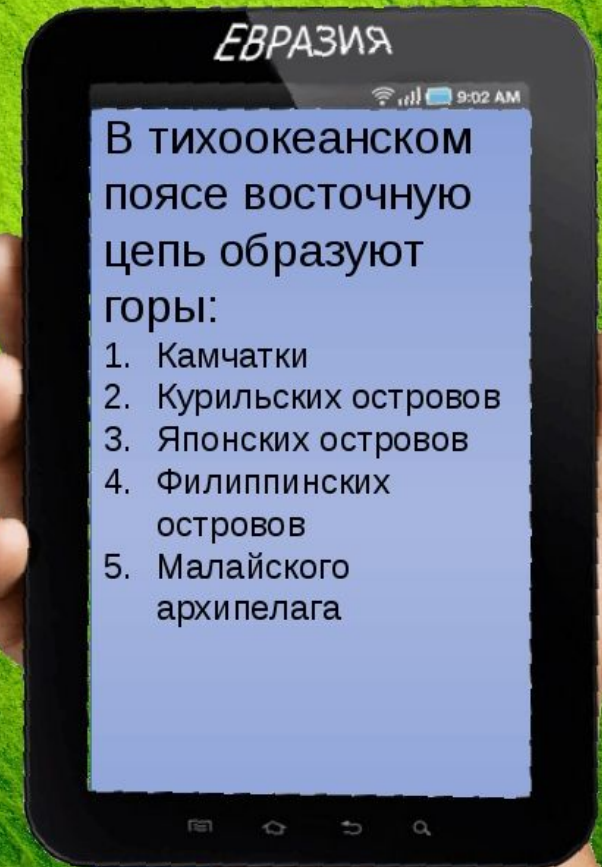 ЕВРАЗИЯ
9:02 AM
В тихоокеанском
поясе восточную
цепь образуют
горы:
1. Камчатки
2. Курильских островов
3. Японских островов
4. Филиппинских
островов
5. Малайского
архипелага